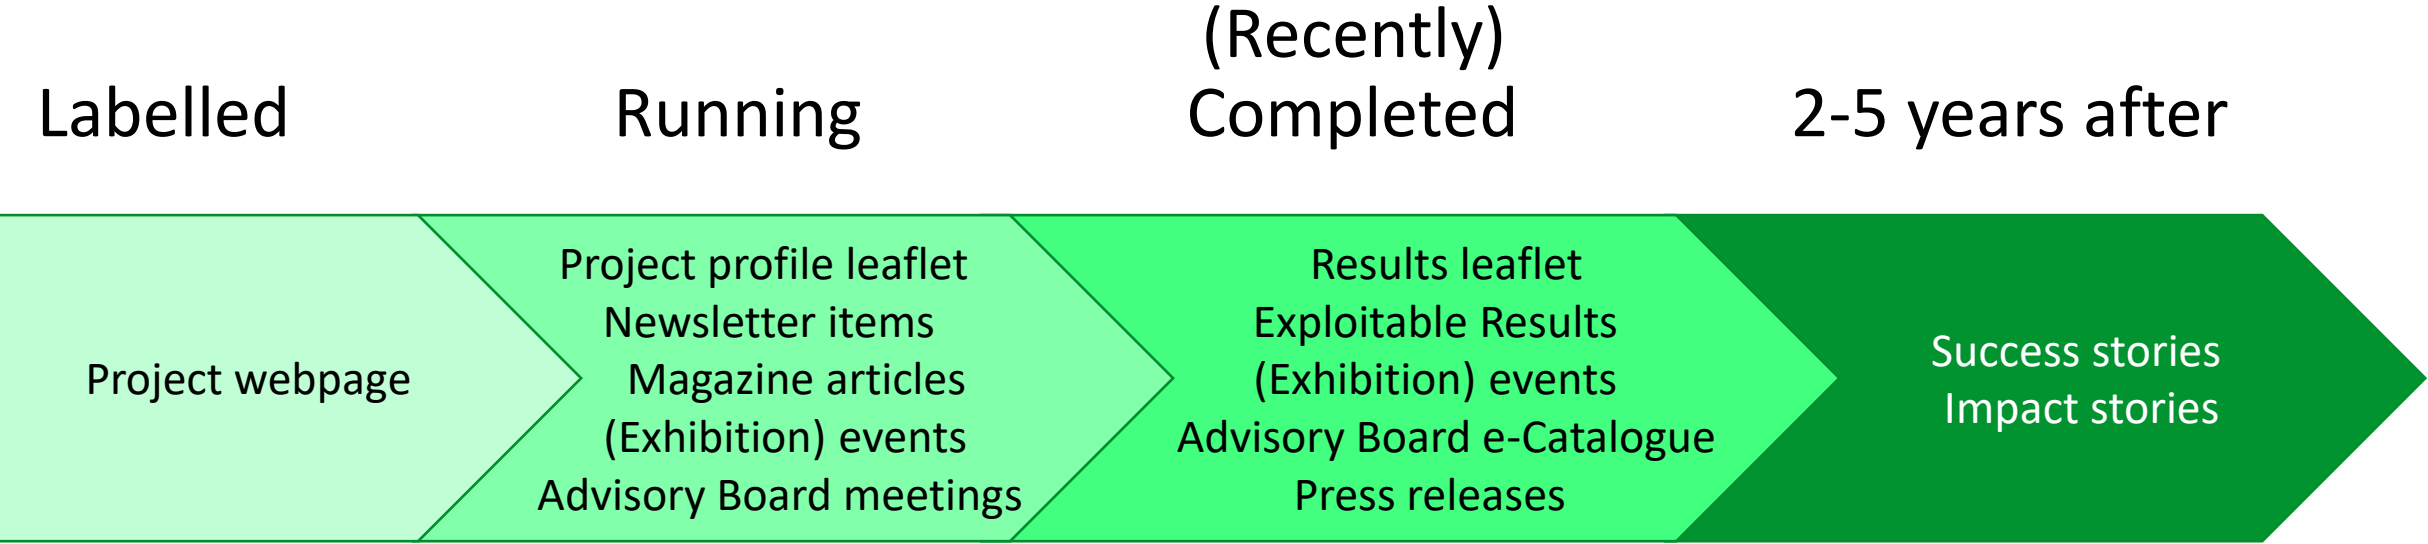 Labelled
Running
(Recently)
Completed
2-5 years after
Project webpage
Project profile leaflet
Newsletter items
Magazine articles
(Exhibition) events
Advisory Board meetings
Results leaflet
Exploitable Results
(Exhibition) events
Advisory Board e-Catalogue
Press releases
Success stories
Impact stories